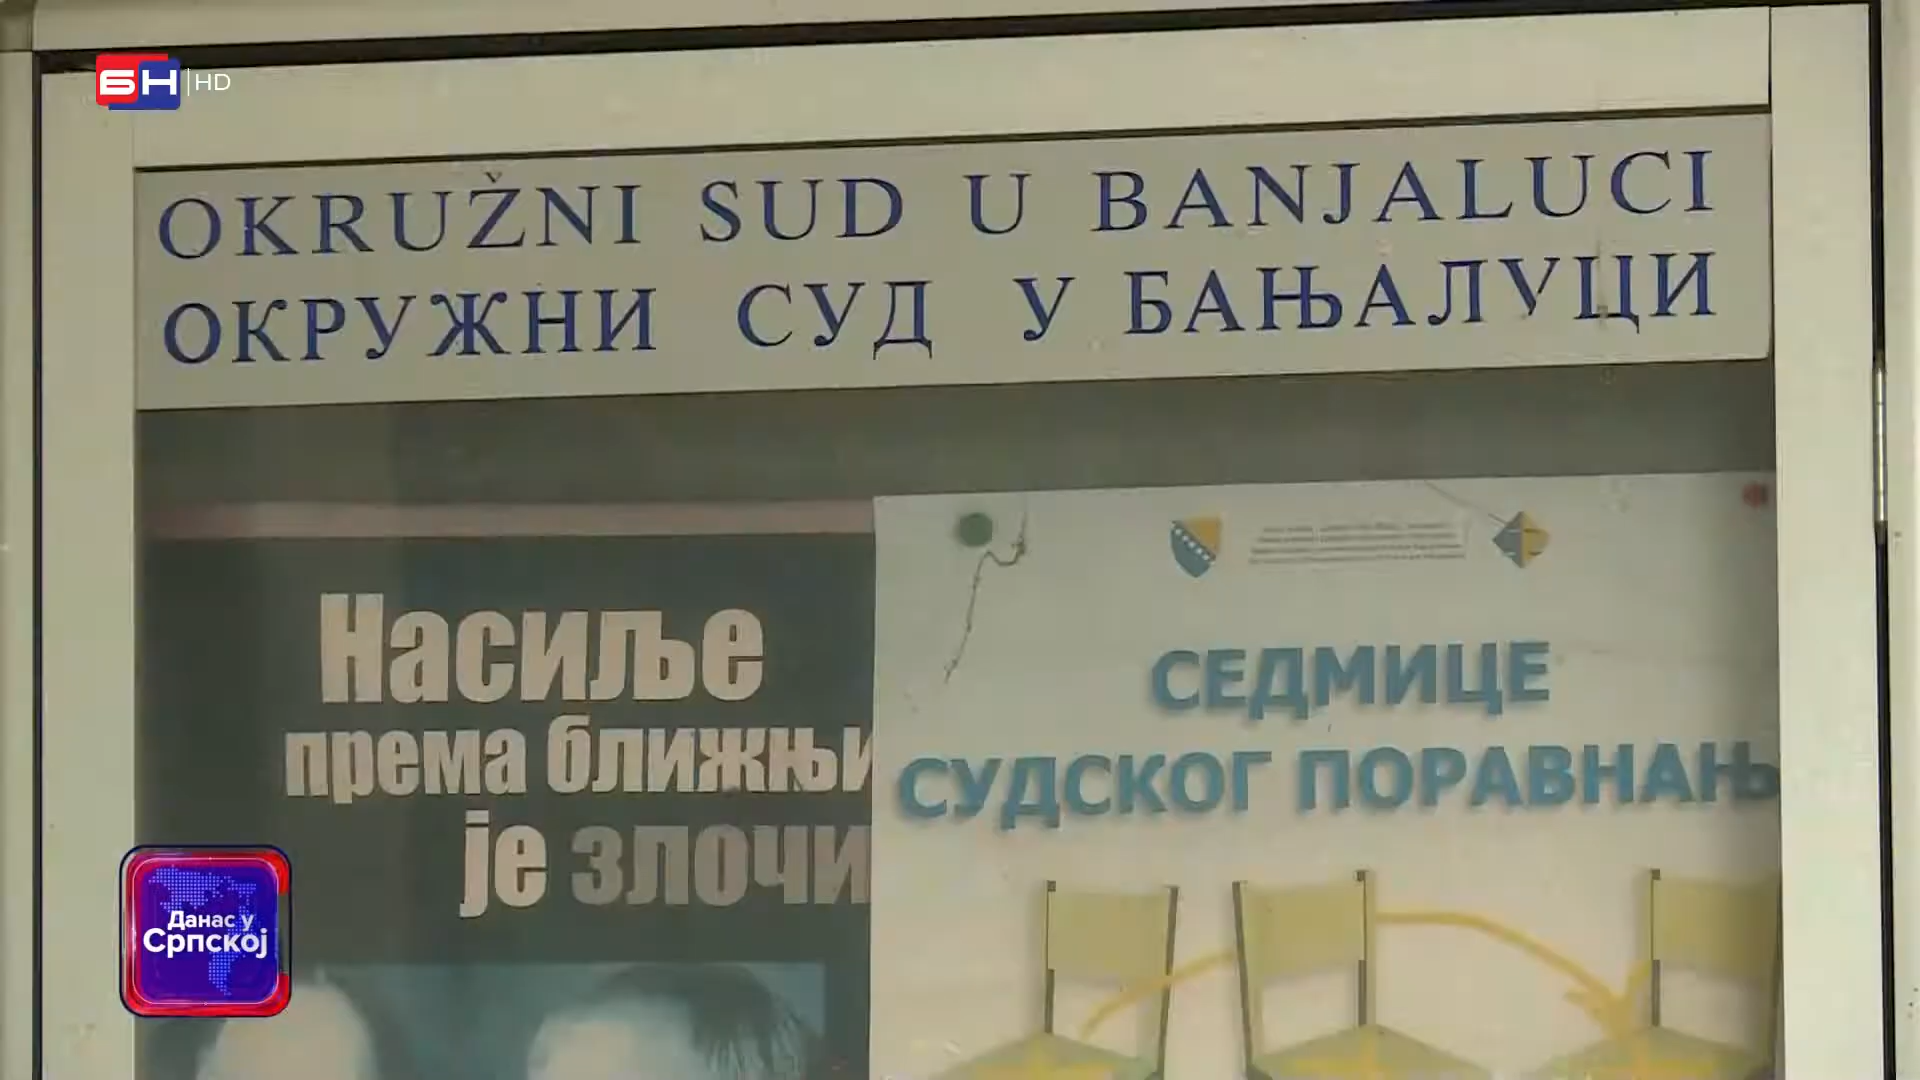 БН HD
OKRUŽNI SUD U BANJALUCI
ОКРУЖНИ СУД У БАЊАЛУЦИ
Насиље
према ближњи
је злочи
СЕДМИЦЕ
СУДСКОГ ПОРАВНАЊ
Данас у
Српској